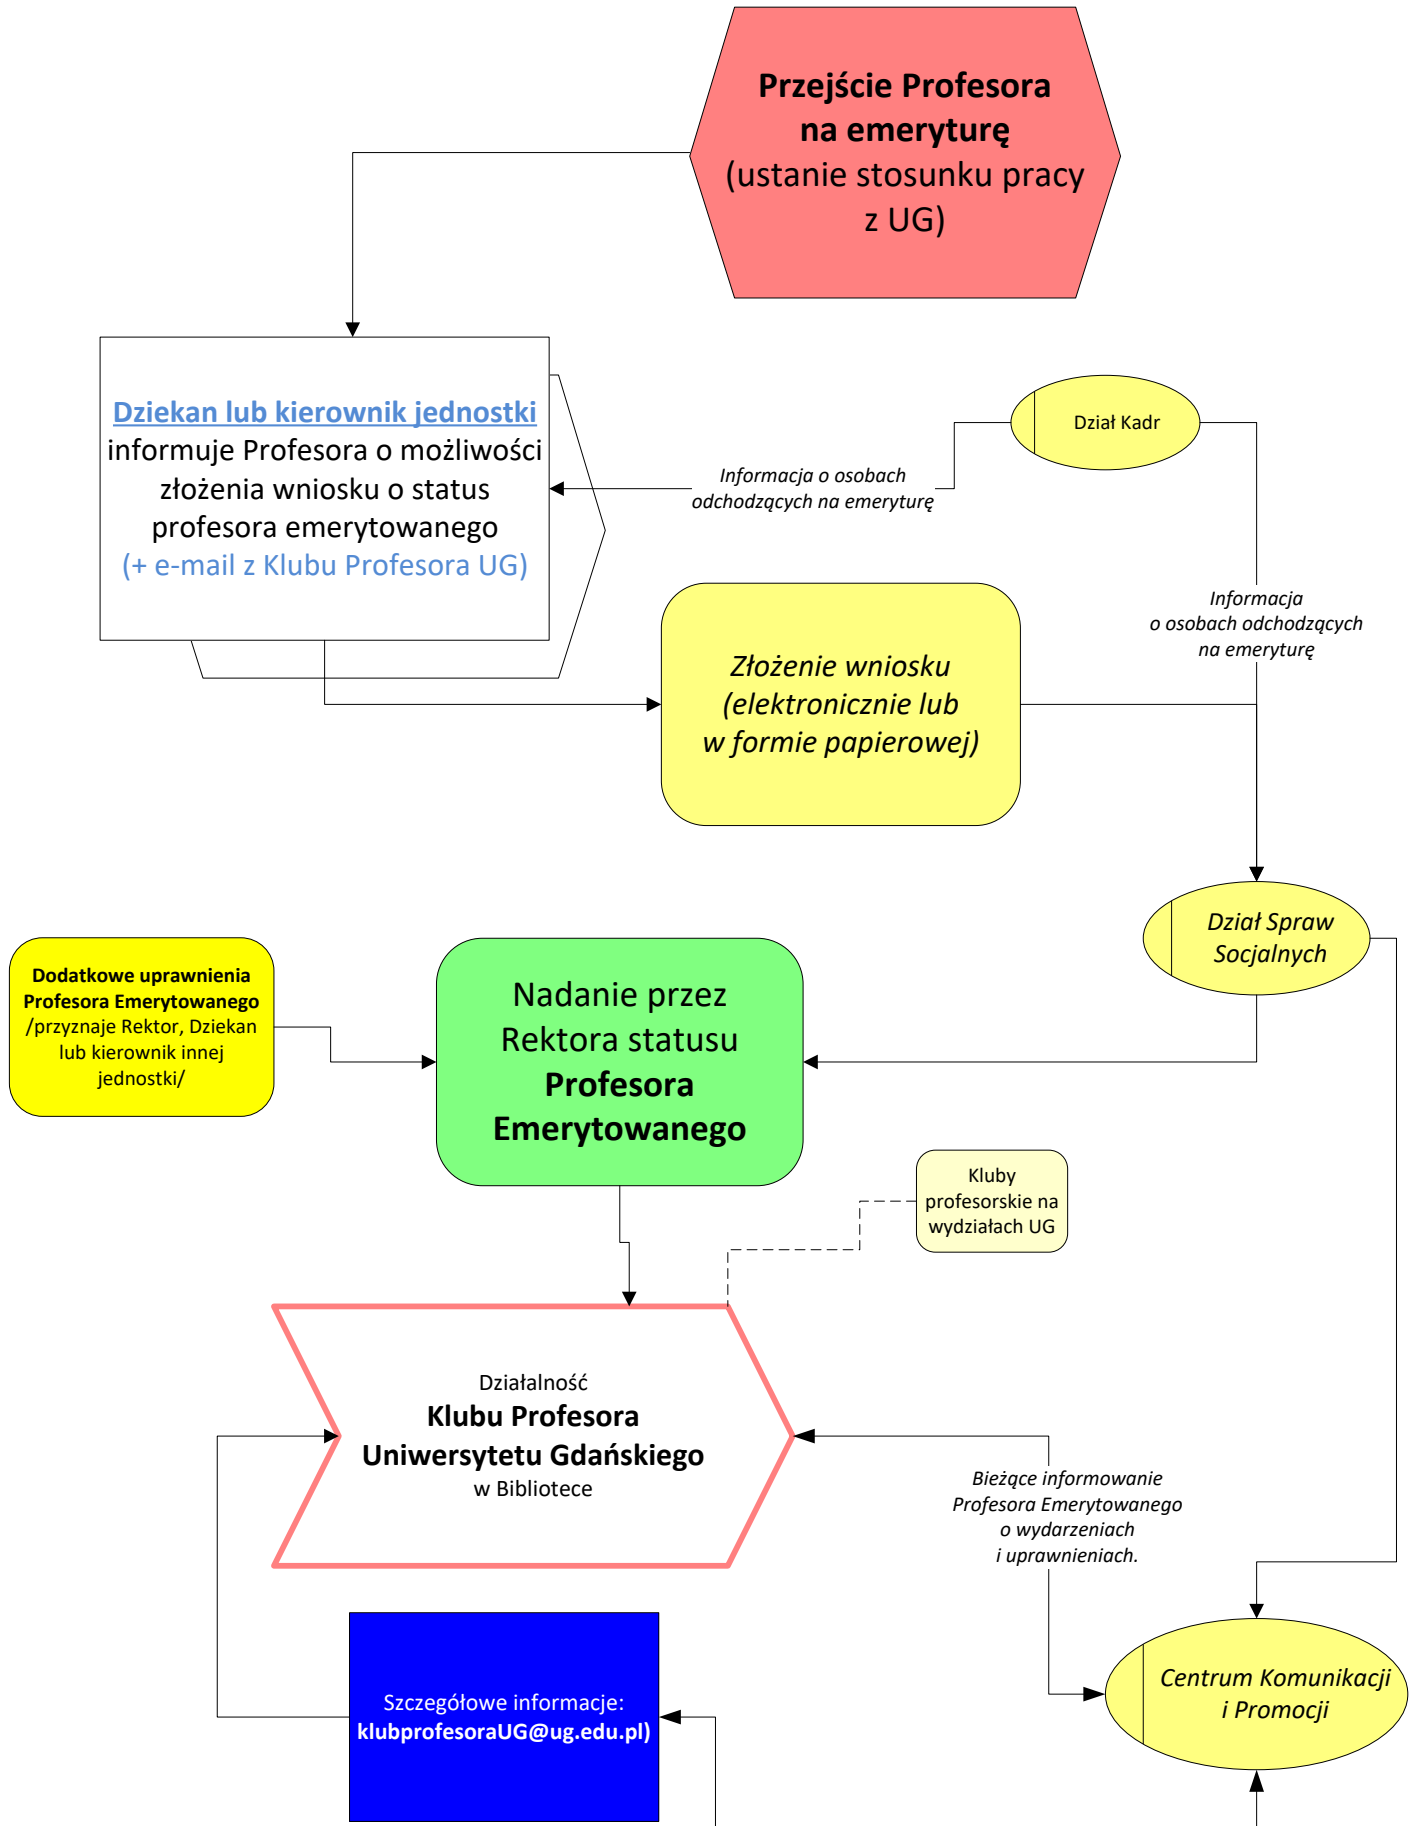 Przejście Profesora
na emeryturę
(ustanie stosunku pracy
z UG)
Dziekan lub kierownik jednostki
informuje Profesora o możliwości
złożenia wniosku o status
profesora emerytowanego
(+ e-mail z Klubu Profesora UG)
Dział Kadr
Informacja o osobach
odchodzących na emeryturę
Informacja
o osobach odchodzących
na emeryturę
Złożenie wniosku
(elektronicznie lub
w formie papierowej)
Dział Spraw
Socjalnych
Dodatkowe uprawnienia
Profesora Emerytowanego
/przyznaje Rektor, Dziekan
lub kierownik innej
jednostki/
Nadanie przez
Rektora statusu
Profesora
Emerytowanego
Kluby
profesorskie na
wydziałach UG
Działalność
Klubu Profesora
Uniwersytetu Gdańskiego
w Bibliotece
Bieżące informowanie
Profesora Emerytowanego
o wydarzeniach
i uprawnieniach.
Szczegółowe informacje:
klubprofesoraUG@ug.edu.pl)
Centrum Komunikacji
i Promocji